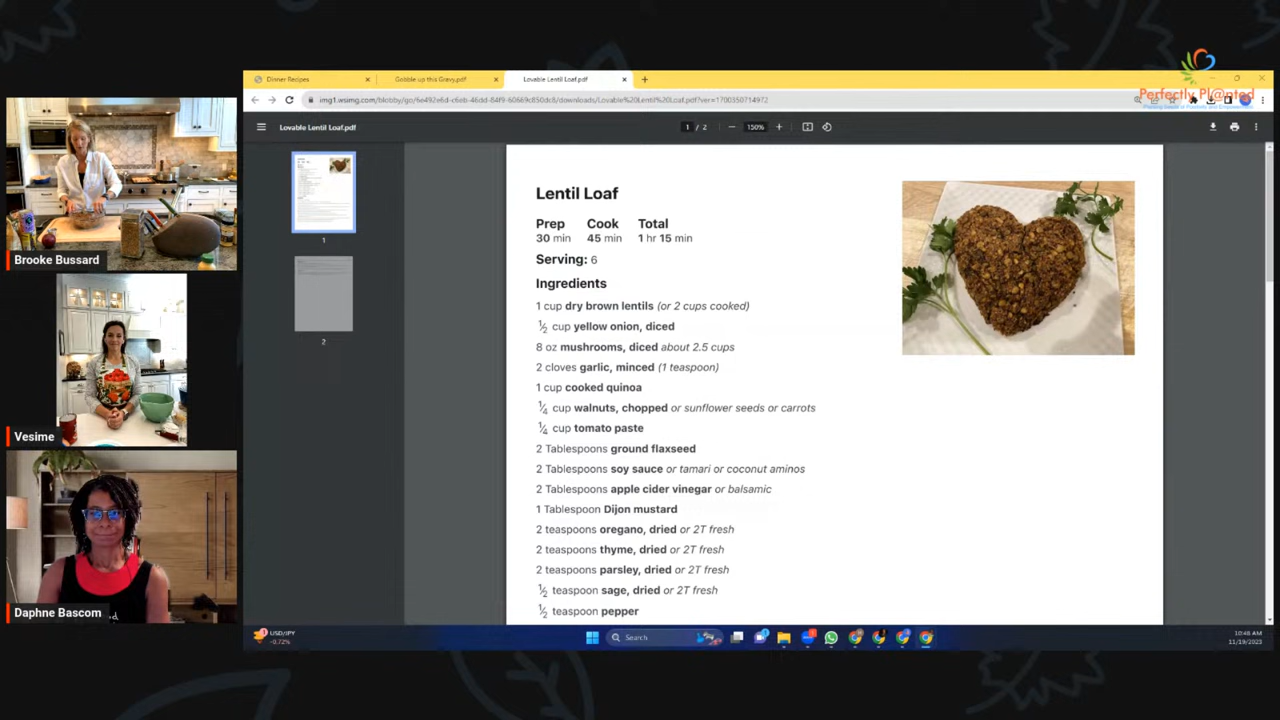 Dinner Recipes
Gobble up this Gravy.pdf
Lovable Lentil Loaf.pdf
Perfectly Pl@nted
Lovable Lentil Loaf.pdf
1 / 2
150%
1
2
Lentil Loaf
Prep Cook Total
30 min 45 min 1 hr 15 min
Serving: 6
Ingredients
1 cup dry brown lentils (or 2 cups cooked)
½ cup yellow onion, diced
8 oz mushrooms, diced about 2.5 cups
2 cloves garlic, minced (1 teaspoon)
1 cup cooked quinoa
¼ cup walnuts, chopped or sunflower seeds or carrots
¼ cup tomato paste
2 Tablespoons ground flaxseed
2 Tablespoons soy sauce or tamari or coconut aminos
2 Tablespoons apple cider vinegar or balsamic
1 Tablespoon Dijon mustard
2 teaspoons oregano, dried or 2T fresh
2 teaspoons thyme, dried or 2T fresh
2 teaspoons parsley, dried or 2T fresh
½ teaspoon sage, dried or 2T fresh
½ teaspoon pepper
Brooke Bussard
Vesime
Daphne Bascom
USD/JPY
-0.72%
Search
10:46 AM
11/19/2023